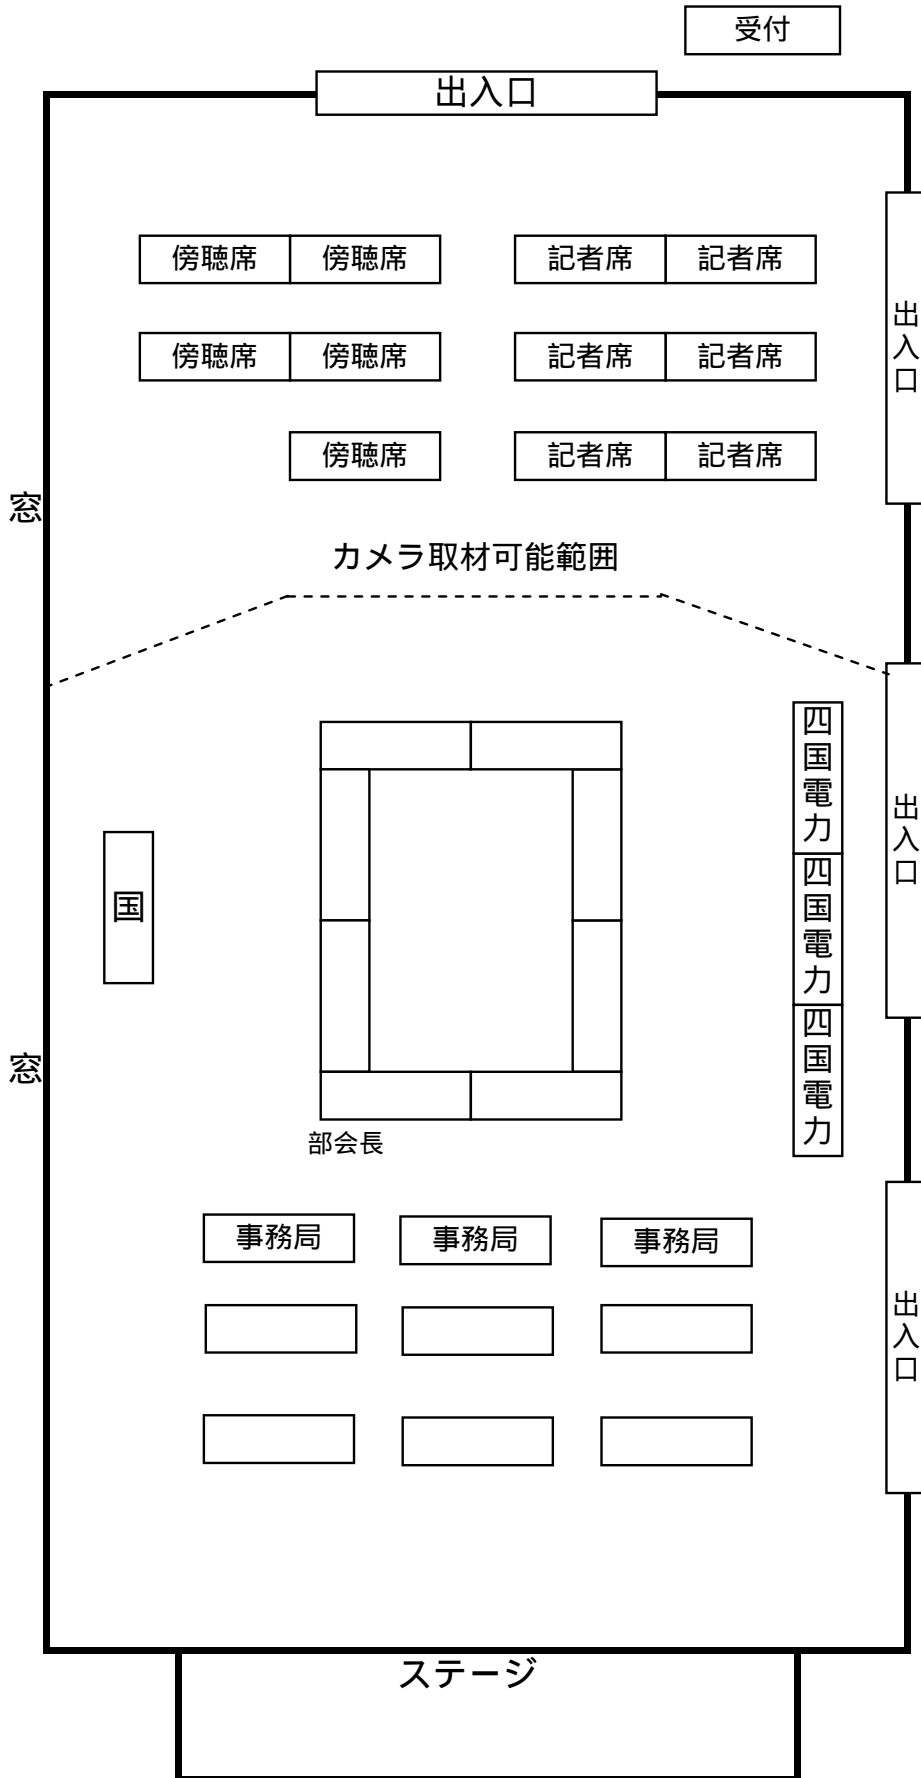 受付
出入口
傍聴席 傍聴席 記者席 記者席
出入口
傍聴席 傍聴席 記者席 記者席
傍聴席 記者席 記者席
窓
カメラ取材可能範囲
四国電力
出入口
国
四国電力
四国電力
窓
部会長
事務局 事務局 事務局
出入口
ステージ